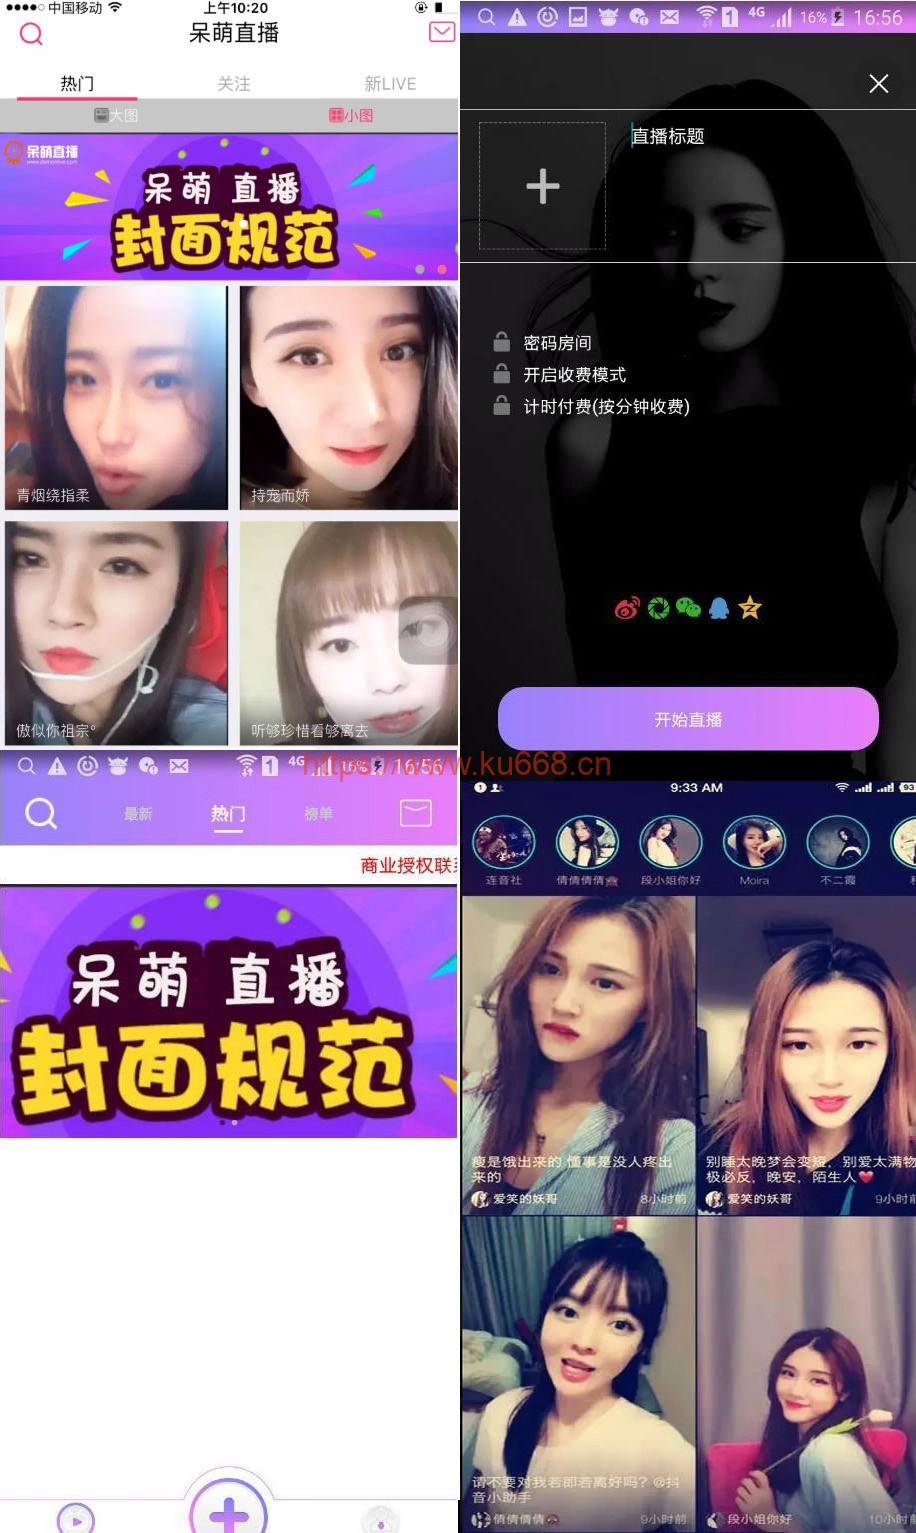 中国移动 上午10:20
呆萌直播
热门 关注 新LIVE
大图 小图
呆萌直播
呆萌 直播
封面规范
青烟绕指柔 持宠而娇
傲似你祖宗° 听够珍惜看够离去
1 4G 16% 16:56
直播标题
密码房间
开启收费模式
计时付费(按分钟收费)
开始直播
https://www.ku668.cn
1 4G 16% 16:56
最新 热门 榜单
商业授权联系
呆萌 直播
封面规范
9:33 AM 93
连音社 倩倩倩倩 段小姐你好 Moira 不二霞
瘦是饿出来的 懂事是没人疼出
来的
爱笑的妖哥 8小时前
别睡太晚梦会变短，别爱太满物
极必反，晚安，陌生人❤️
爱笑的妖哥 9小时前
请不要对我若即若离好吗？@抖
音小助手
倩倩倩倩 9小时前
段小姐你好 10小时前